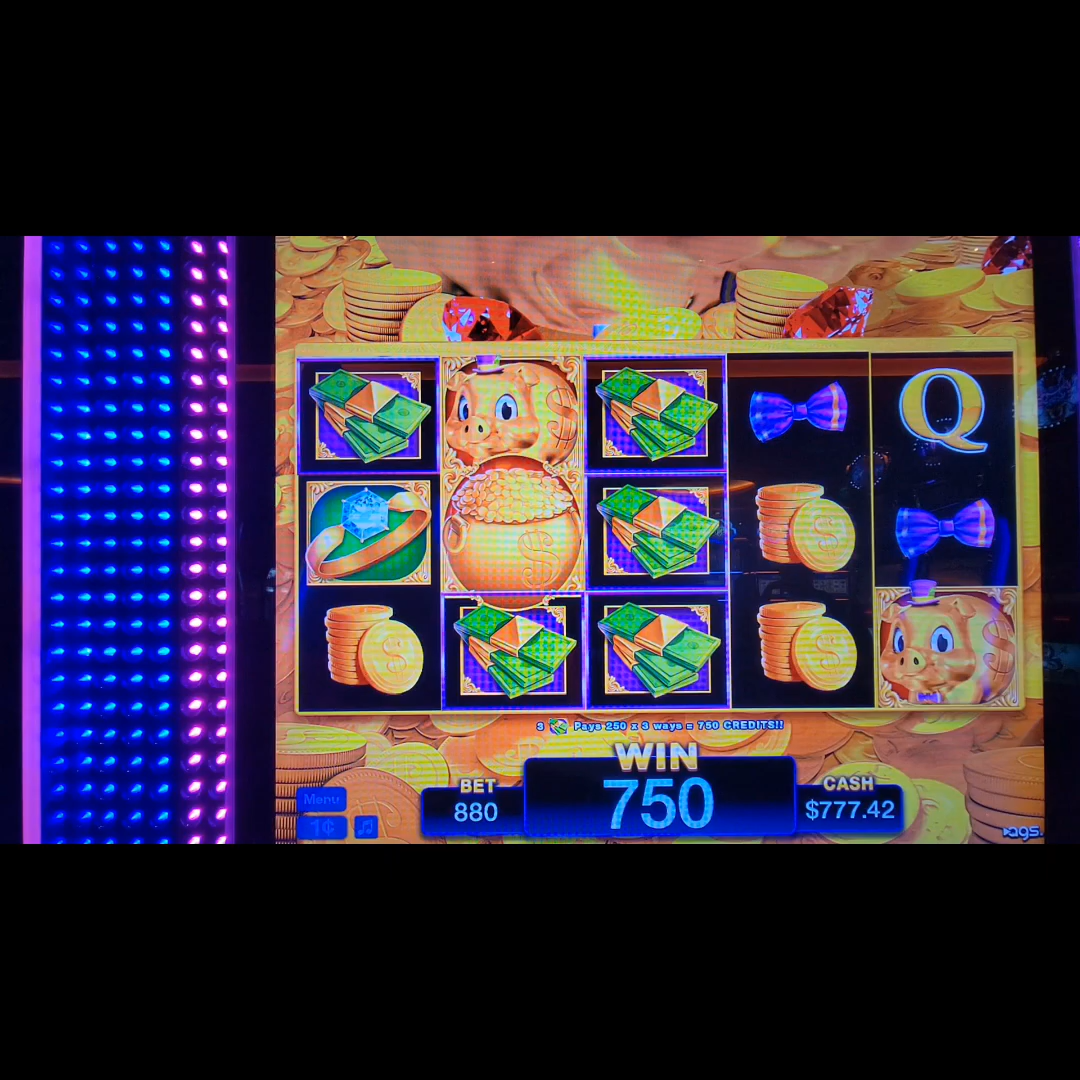 Q
3 Pays 250 x 3 ways = 750 CREDITS!!
WIN
750
BET
880
CASH
$777.42
Menu
1¢
ags.